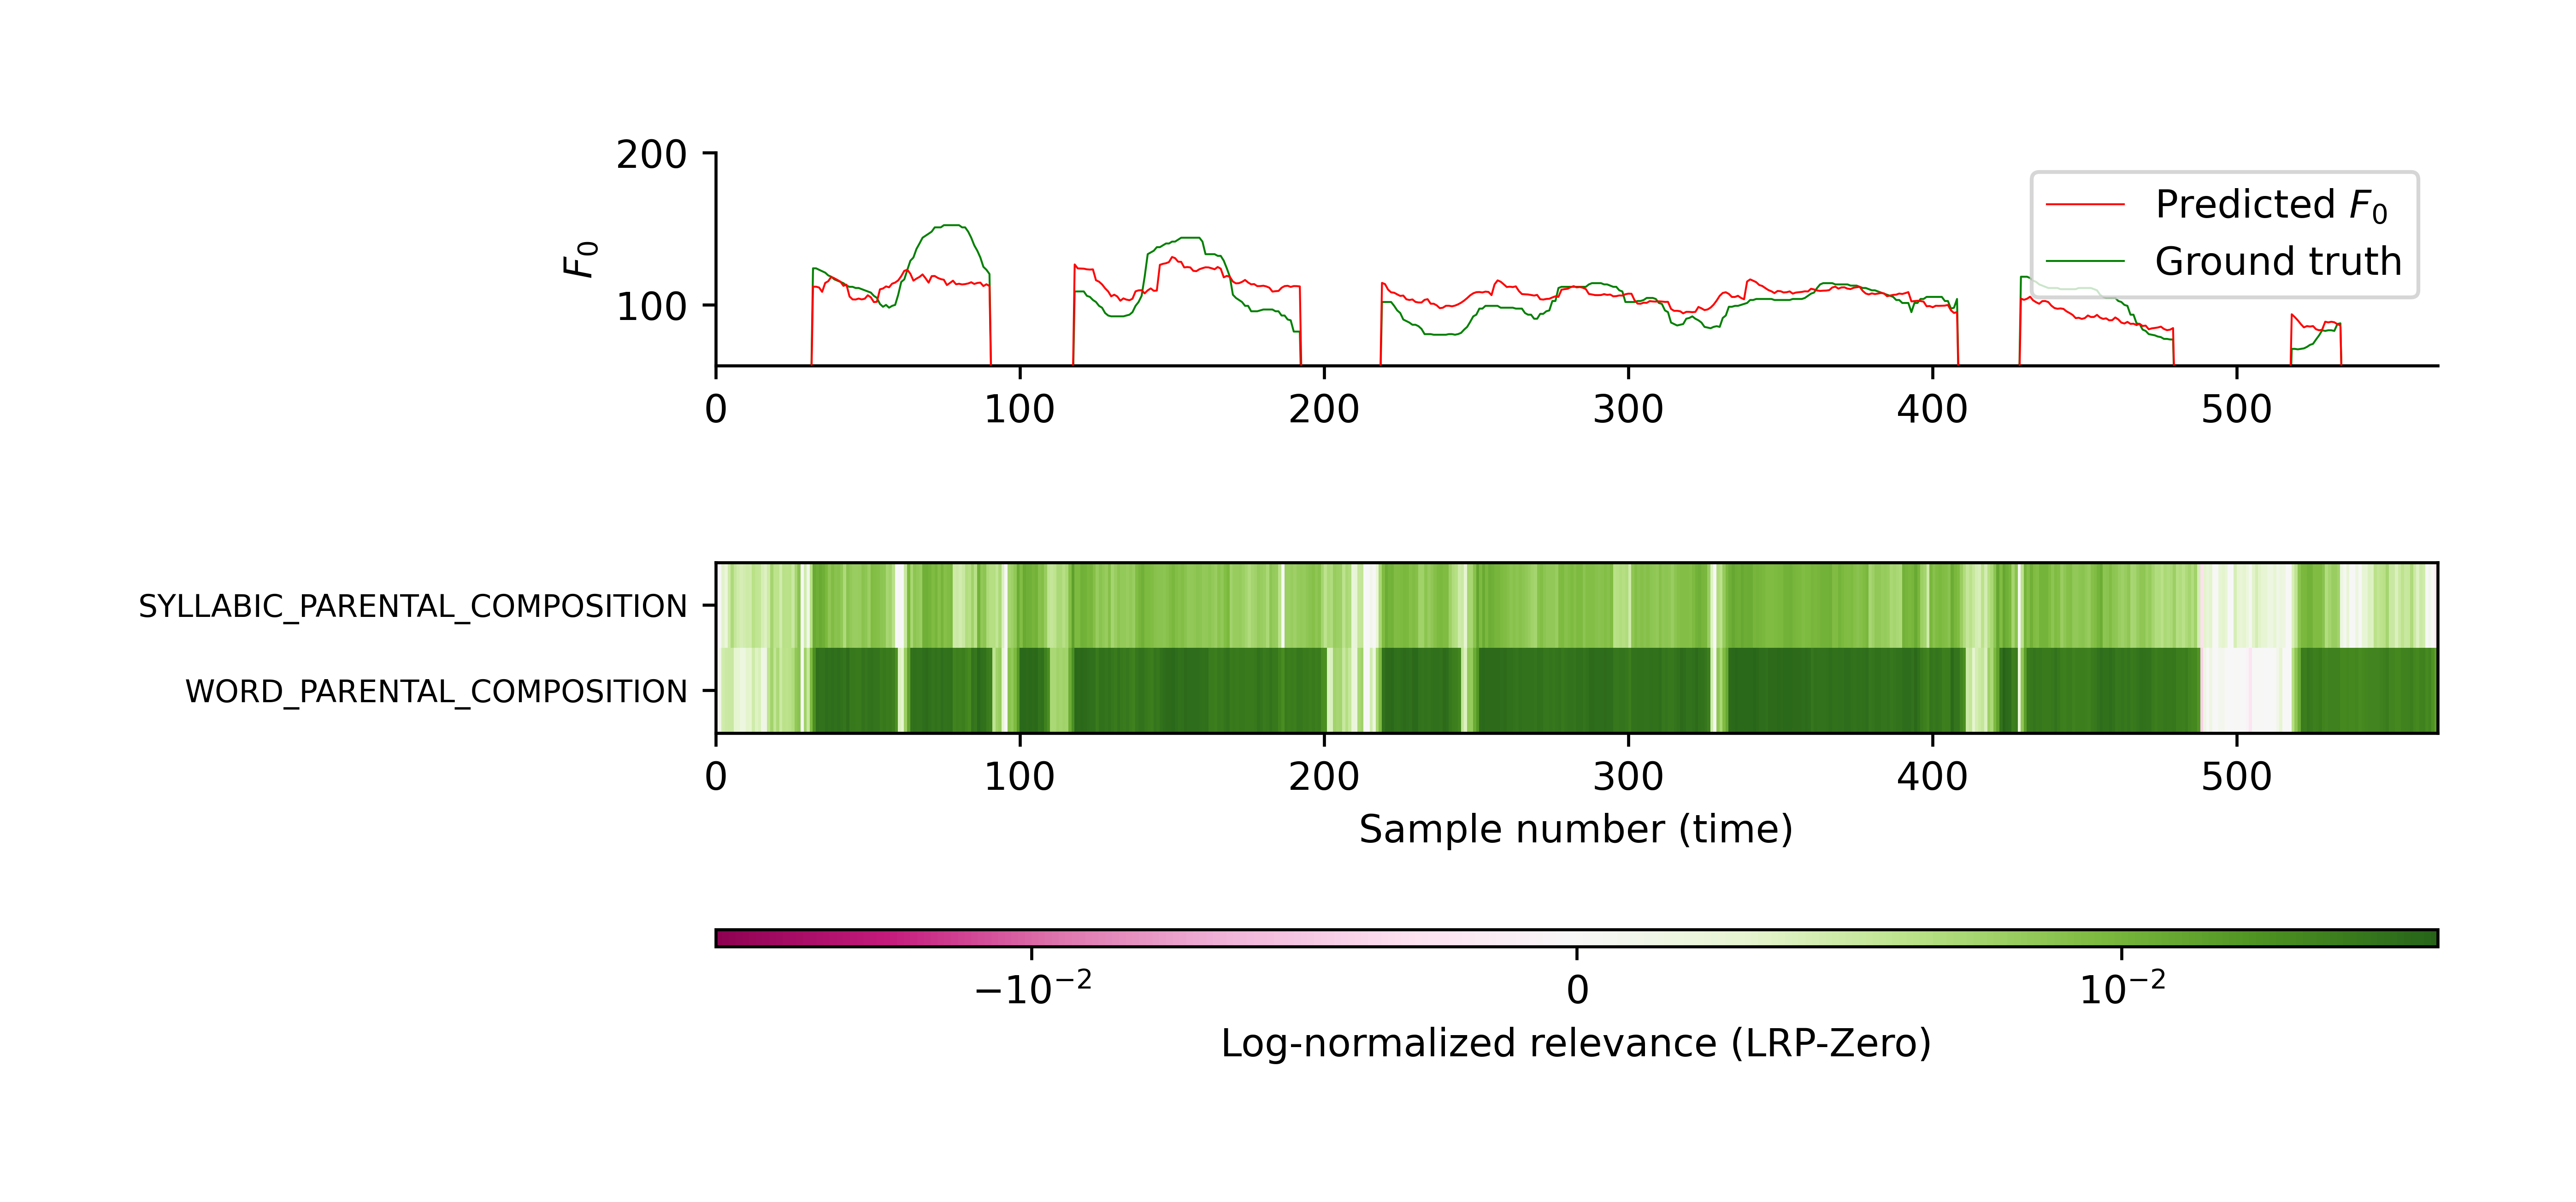 200
100
F₀
Predicted F₀
Ground truth
0 100 200 300 400 500
SYLLABIC_PARENTAL_COMPOSITION
WORD_PARENTAL_COMPOSITION
0 100 200 300 400 500
Sample number (time)
−10⁻² 0 10⁻²
Log-normalized relevance (LRP-Zero)